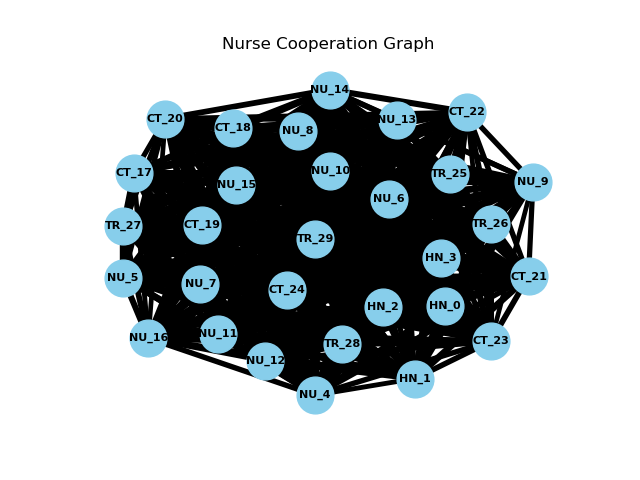 Nurse Cooperation Graph
NU_14
CT_22
CT_20
NU_13
CT_18
NU_8
NU_10
CT_17
TR_25
NU_9
NU_15
NU_6
TR_26
CT_19
TR_27
TR_29
HN_3
CT_21
NU_5
NU_7
CT_24
HN_2
HN_0
NU_11
NU_16
CT_23
TR_28
NU_12
HN_1
NU_4